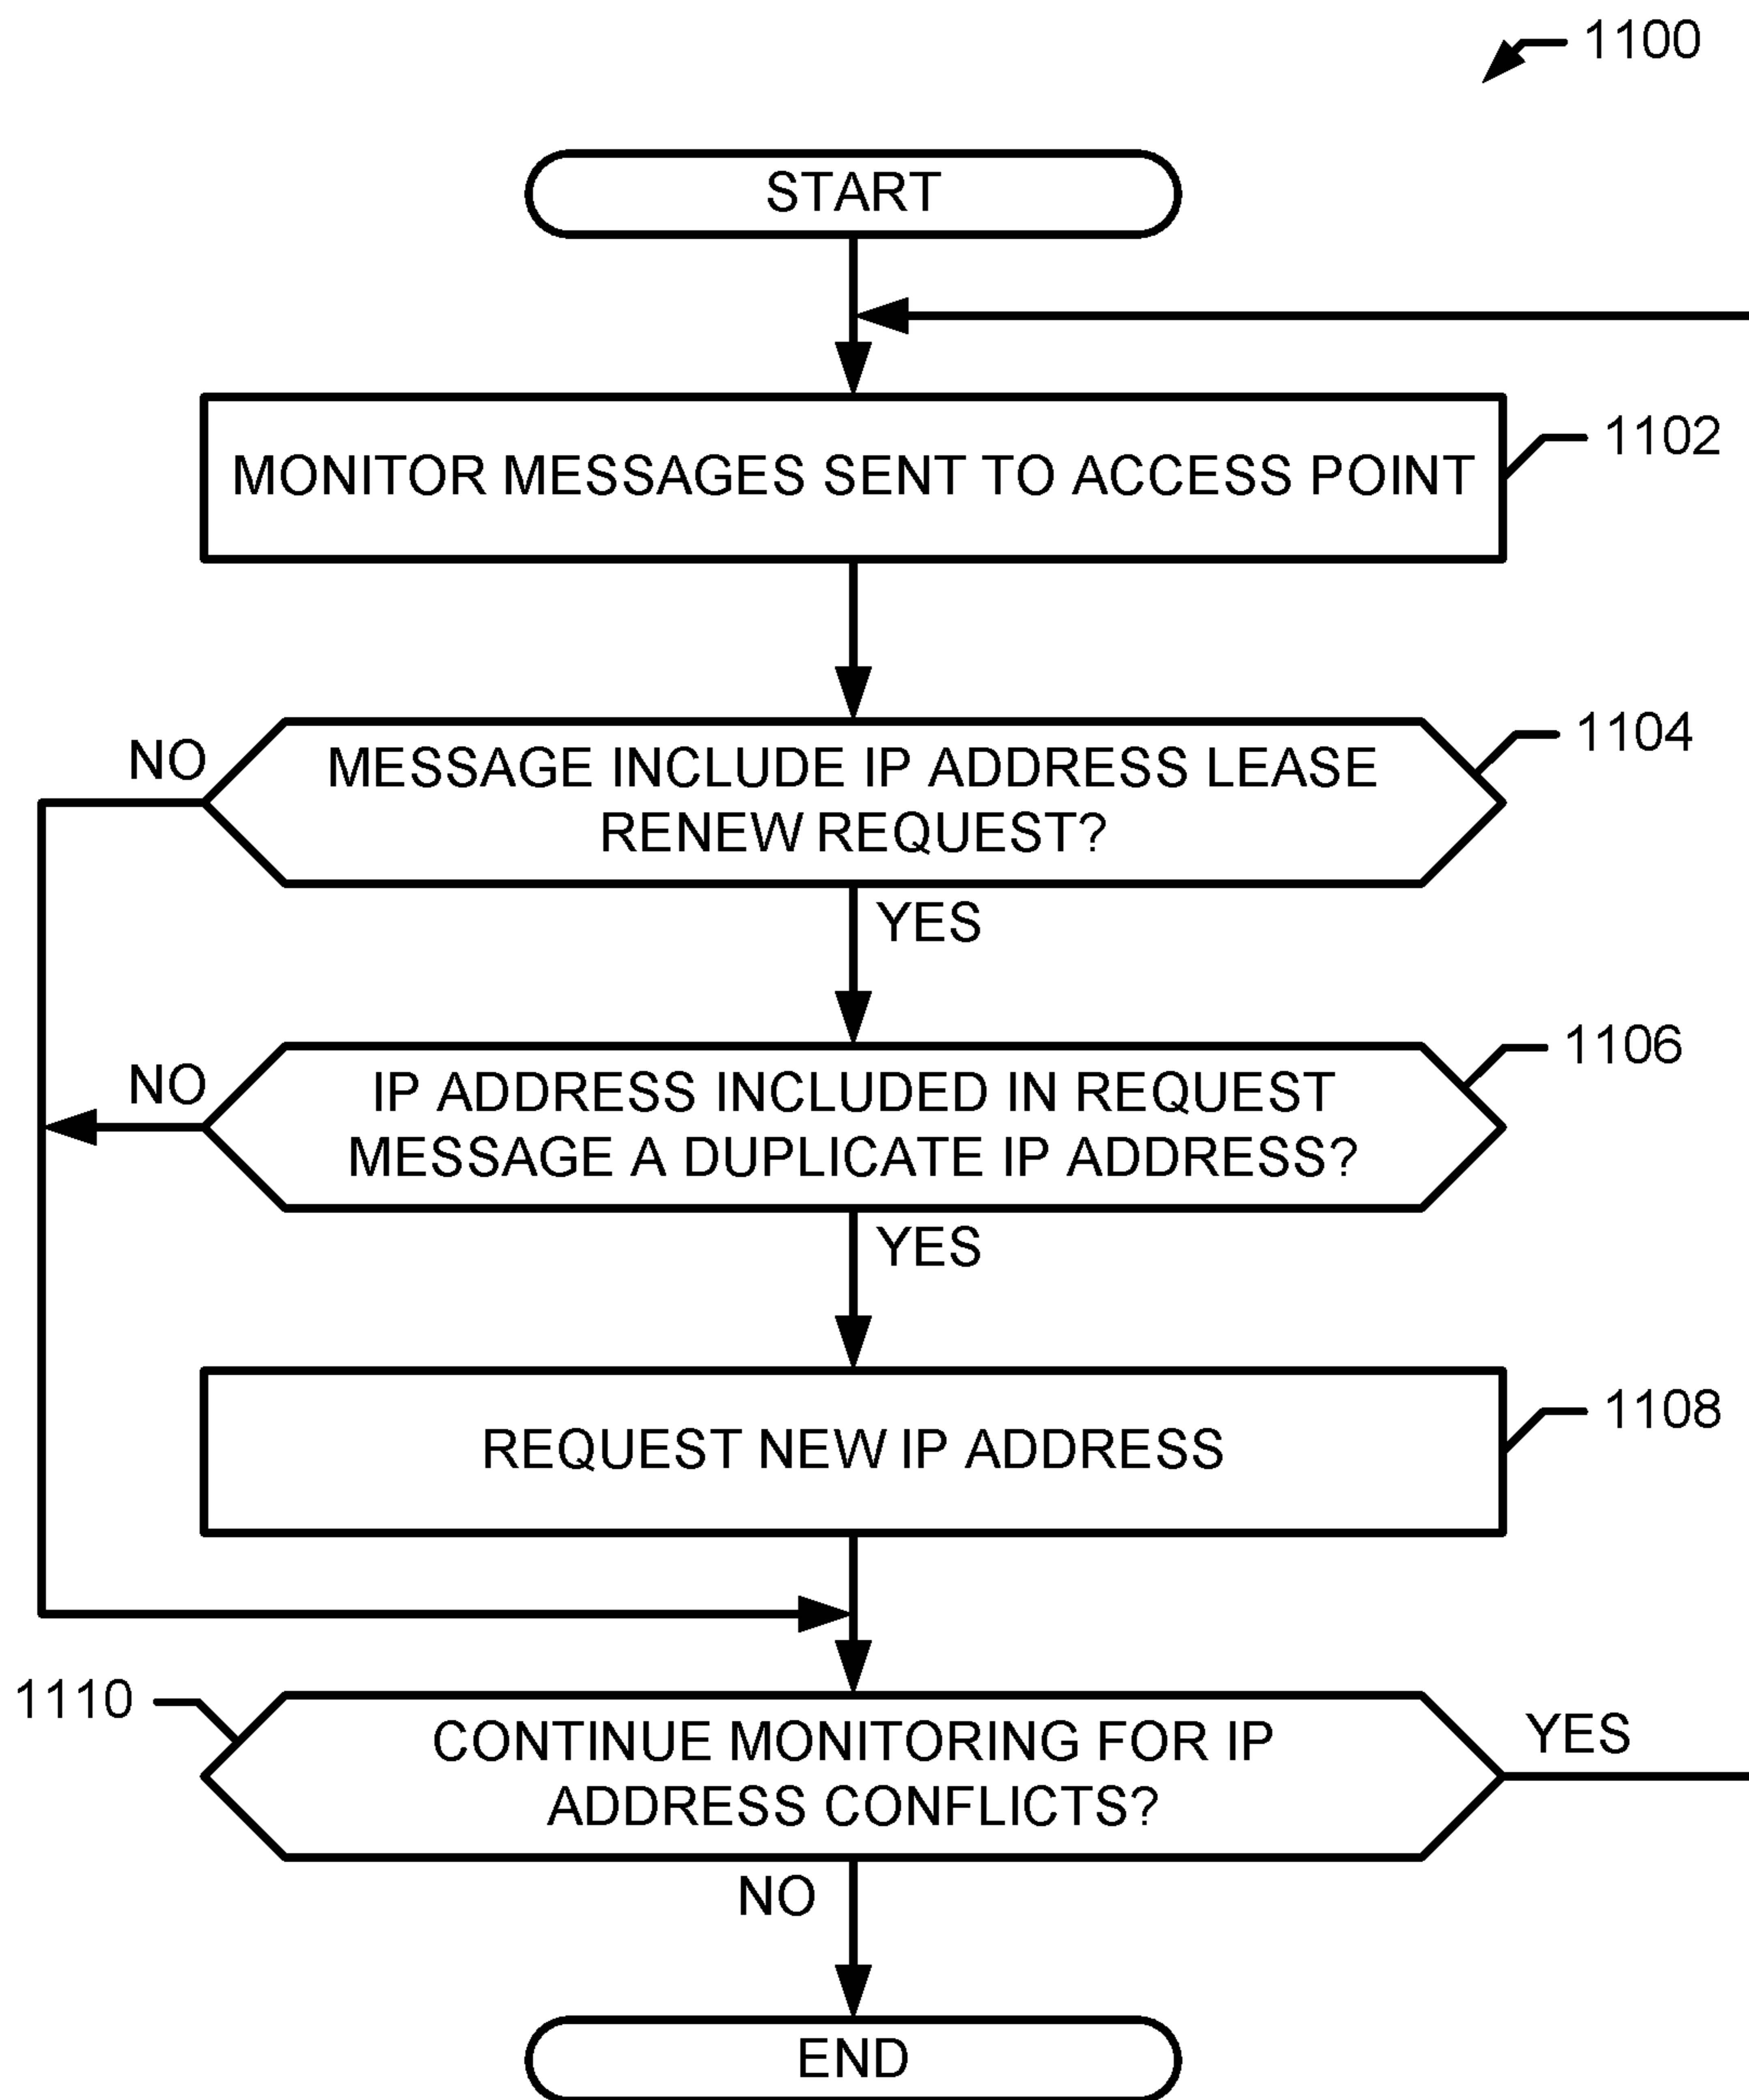 1100
START
MONITOR MESSAGES SENT TO ACCESS POINT
1102
NO
MESSAGE INCLUDE IP ADDRESS LEASE
RENEW REQUEST?
1104
YES
NO
IP ADDRESS INCLUDED IN REQUEST
MESSAGE A DUPLICATE IP ADDRESS?
1106
YES
REQUEST NEW IP ADDRESS
1108
1110
CONTINUE MONITORING FOR IP
ADDRESS CONFLICTS?
YES
NO
END